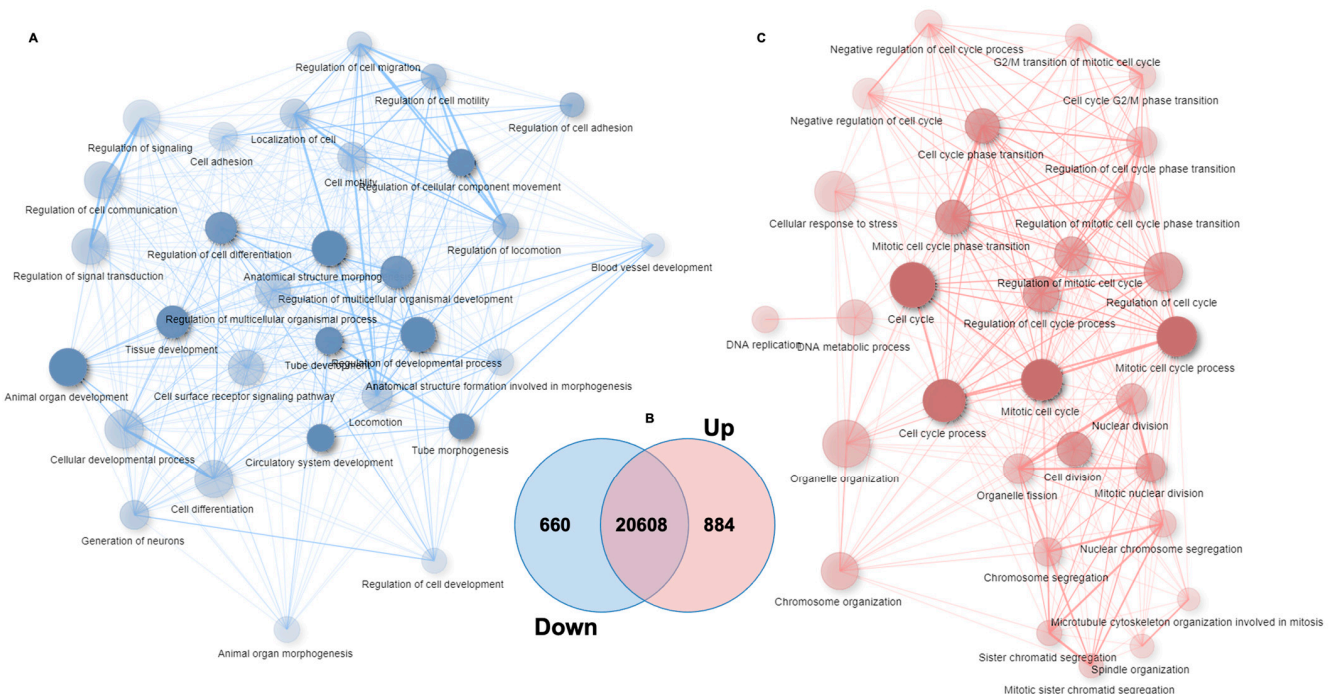 A
Regulation of cell migration
Regulation of cell motility
Regulation of cell adhesion
Regulation of signaling
Localization of cell
Cell adhesion
Cell motility
Regulation of cellular component movement
Regulation of cell communication
Regulation of cell differentiation
Regulation of locomotion
Regulation of signal transduction
Anatomical structure morphog
Blood vessel development
Regulation of multicellular organismal development
Regulation of multicellular organismal process
Tissue development
Tube development
Regulation of developmental process
Animal organ development
Cell surface receptor signaling pathway
Anatomical structure formation involved in morphogenesis
Locomotion
Cellular developmental process
Circulatory system development
Tube morphogenesis
Cell differentiation
Generation of neurons
Regulation of cell development
Animal organ morphogenesis
B
Up
660
20608
884
Down
C
Negative regulation of cell cycle process
G2/M transition of mitotic cell cycle
Cell cycle G2/M phase transition
Negative regulation of cell cycle
Cell cycle phase transition
Regulation of cell cycle phase transition
Cellular response to stress
Regulation of mitotic cell cycle phase transition
Mitotic cell cycle phase transition
Regulation of mitotic cell cycle
Regulation of cell cycle
Cell cycle
Regulation of cell cycle process
DNA replication
DNA metabolic process
Mitotic cell cycle process
Mitotic cell cycle
Cell cycle process
Nuclear division
Organelle organization
Cell division
Organelle fission
Mitotic nuclear division
Nuclear chromosome segregation
Chromosome segregation
Chromosome organization
Microtubule cytoskeleton organization involved in mitosis
Sister chromatid segregation
Spindle organization
Mitotic sister chromatid segregation